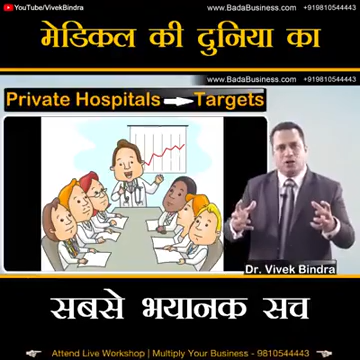 YouTube/VivekBindra
www.BadaBusiness.com +919810544443
मेडिकल की दुनिया का
www.BadaBusiness.com +919810544443
Private Hospitals Targets
Dr. Vivek Bindra
सबसे भयानक सच
Attend Live Workshop | Multiply Your Business - 9810544443